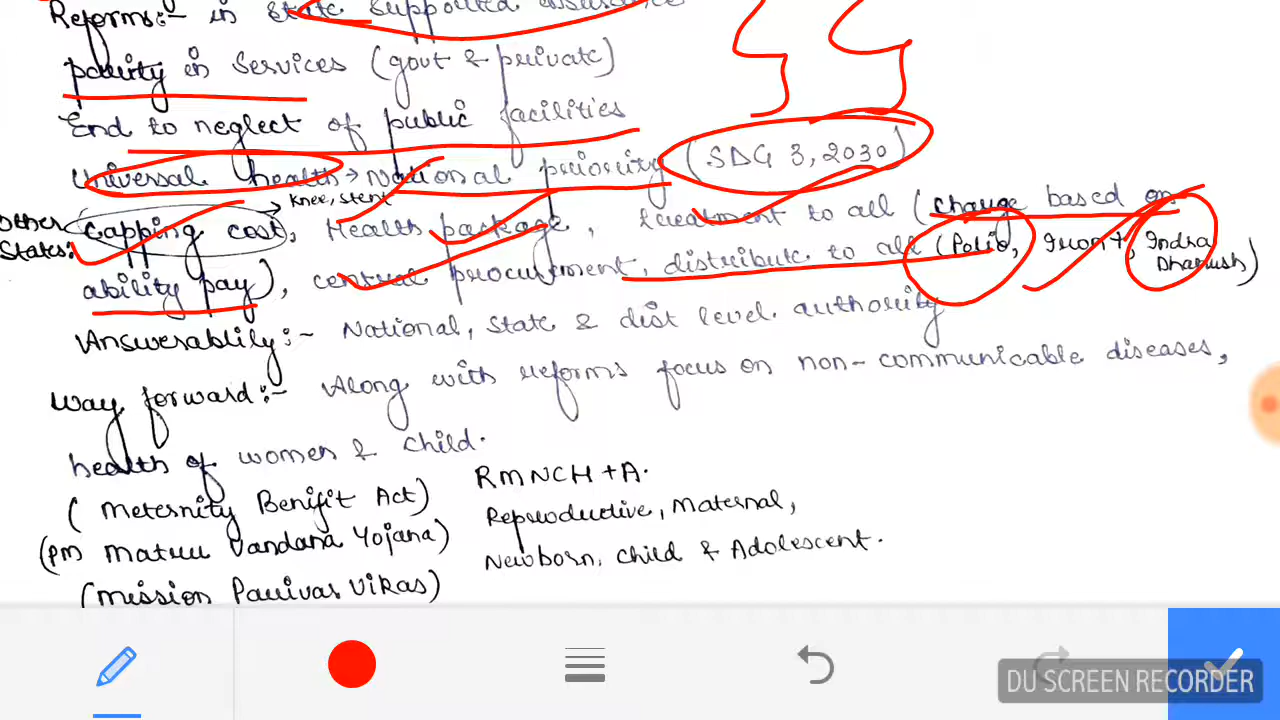 Reforms:- in State supported assurance
parity in Services (govt & private)
End to neglect of public facilities
Universal health → National priority (SDG 3, 2030)
→ Knee, stent
Other States: Capping cost, Health package, treatment to all (change based on
ability pay), central procurement, distribute to all (Polio, Iron+, Indra Dhanush)
Answerablily:- National, State & dist level authority
Way forward:- Along with reforms focus on non-communicable diseases,
health of women & child.
(Meternity Benifit Act)
(PM Matru Vandana Yojana)
(Mission Parivar Vikas)
RMNCH+A.
Reproductive, Maternal,
Newborn, Child & Adolescent.
DU SCREEN RECORDER